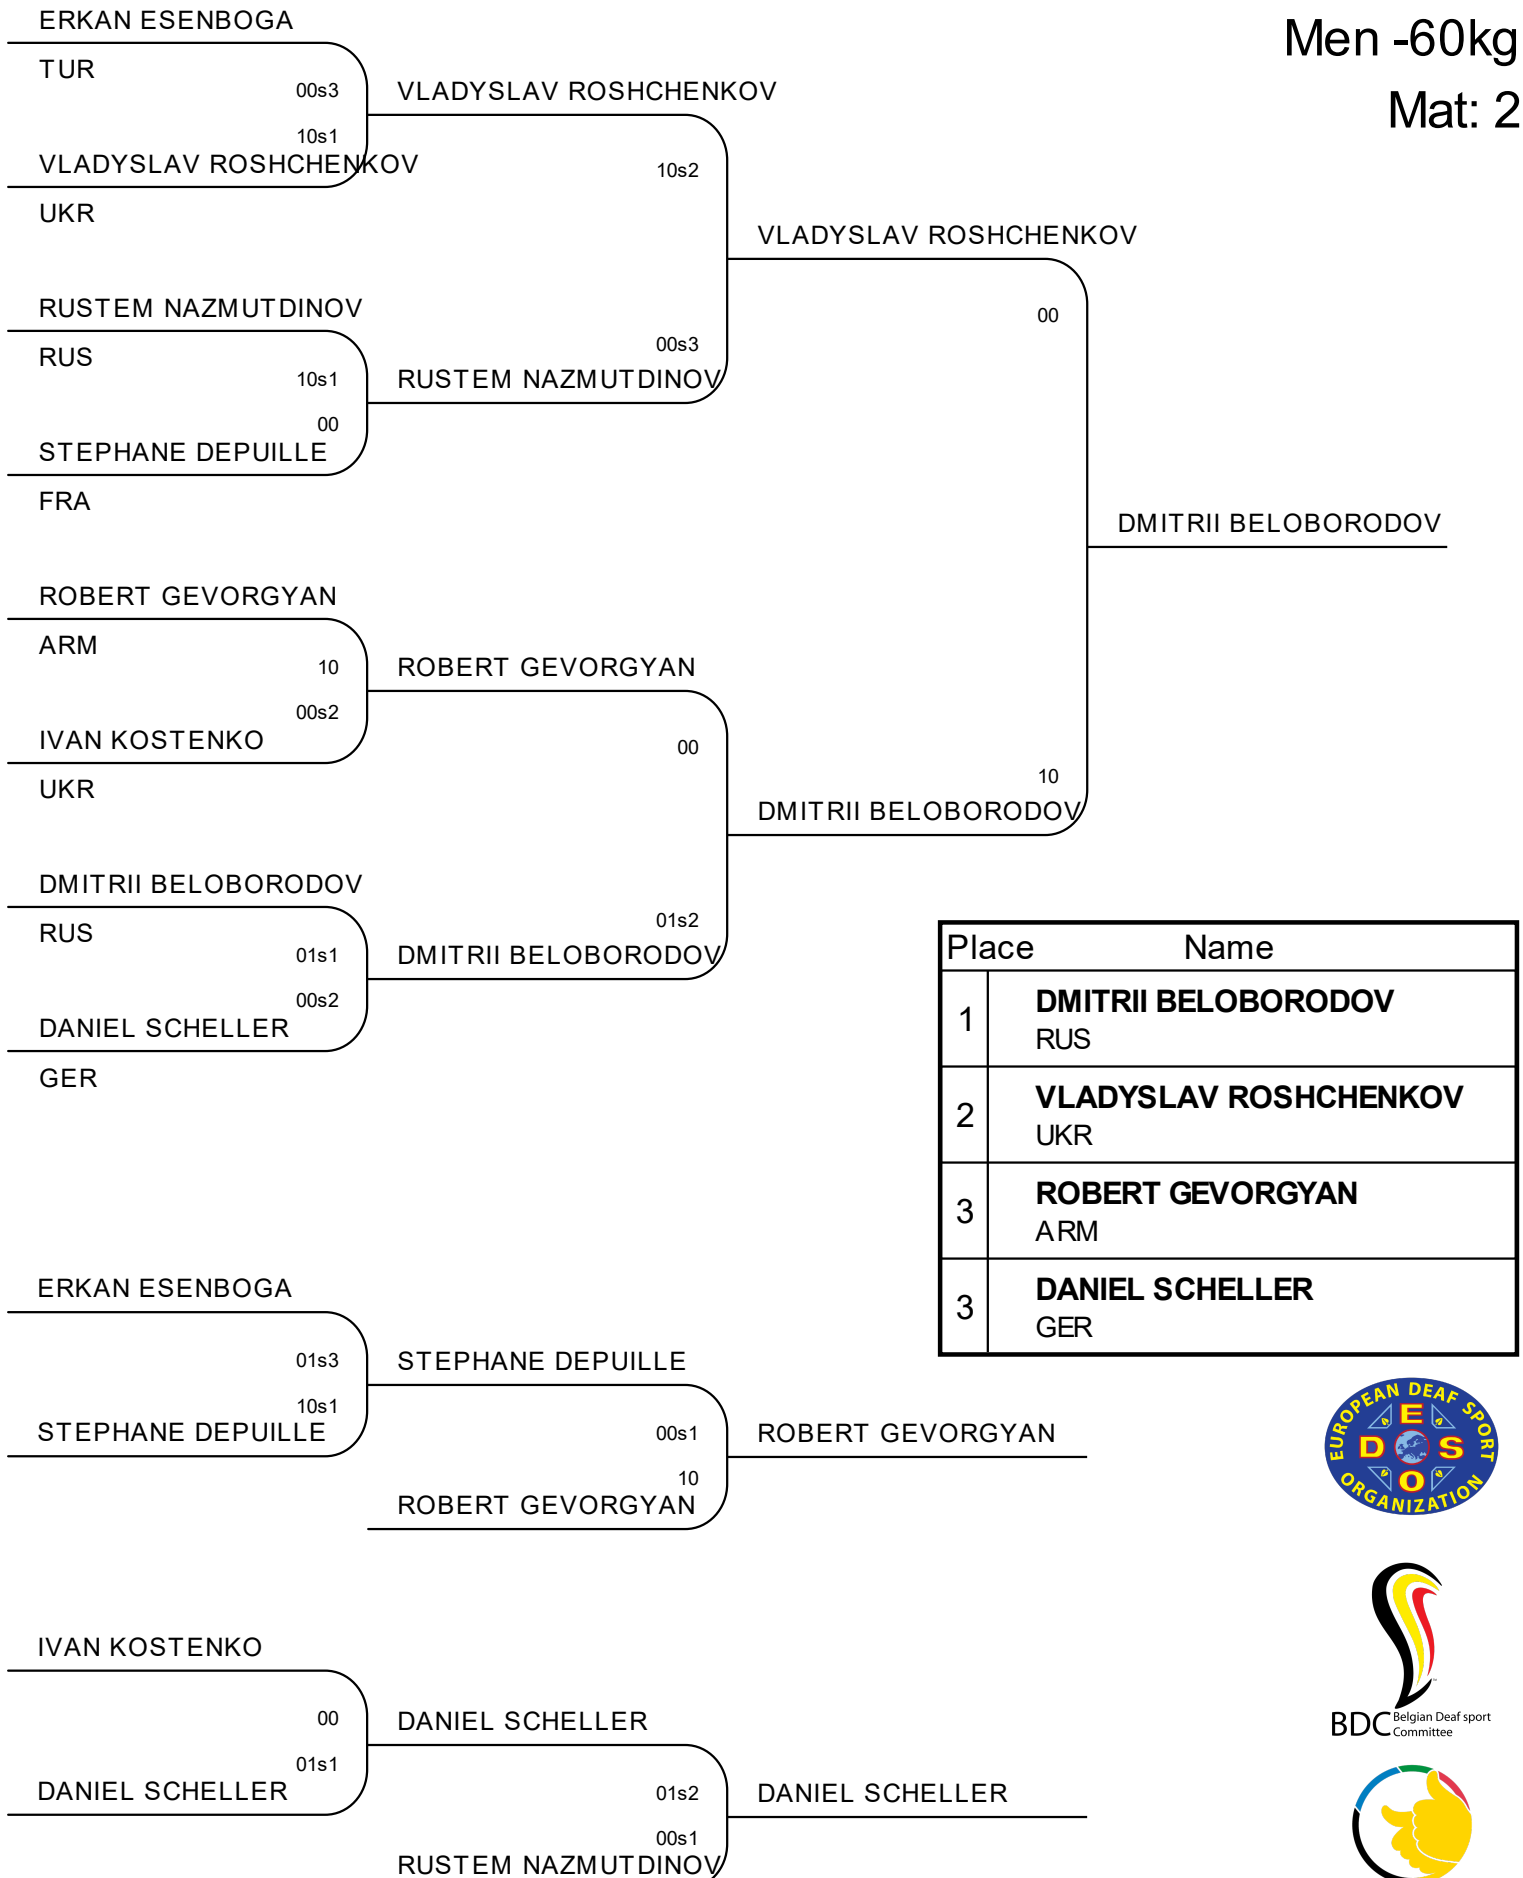 Men -60kg
Mat: 2
ERKAN ESENBOGA
TUR
00s3
10s1
VLADYSLAV ROSHCHENKOV
UKR
VLADYSLAV ROSHCHENKOV
10s2
RUSTEM NAZMUTDINOV
RUS
10s1
00
STEPHANE DEPUILLE
FRA
00s3
RUSTEM NAZMUTDINOV
VLADYSLAV ROSHCHENKOV
00
ROBERT GEVORGYAN
ARM
10
00s2
IVAN KOSTENKO
UKR
ROBERT GEVORGYAN
00
DMITRII BELOBORODOV
RUS
01s1
00s2
DANIEL SCHELLER
GER
01s2
DMITRII BELOBORODOV
10
DMITRII BELOBORODOV
DMITRII BELOBORODOV
Place Name
1 DMITRII BELOBORODOV
RUS
2 VLADYSLAV ROSHCHENKOV
UKR
3 ROBERT GEVORGYAN
ARM
3 DANIEL SCHELLER
GER
ERKAN ESENBOGA
01s3
10s1
STEPHANE DEPUILLE
STEPHANE DEPUILLE
00s1
10
ROBERT GEVORGYAN
ROBERT GEVORGYAN
IVAN KOSTENKO
00
01s1
DANIEL SCHELLER
DANIEL SCHELLER
01s2
00s1
RUSTEM NAZMUTDINOV
DANIEL SCHELLER
EUROPEAN DEAF SPORT
E
D S
O
ORGANIZATION
BDC Belgian Deaf sport
Committee